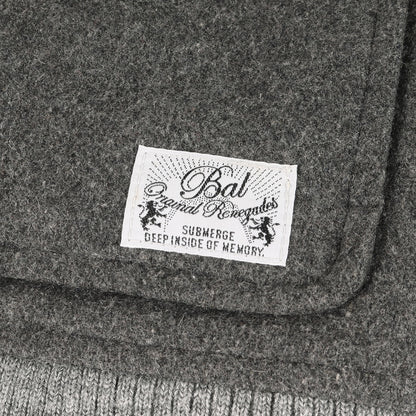 Bal
Original Renegades
SUBMERGE
DEEP INSIDE OF MEMORY.